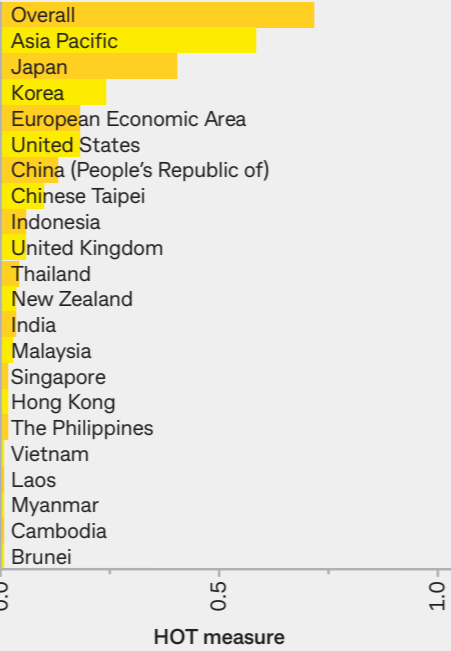 Overall
Asia Pacific
Japan
Korea
European Economic Area
United States
China (People’s Republic of)
Chinese Taipei
Indonesia
United Kingdom
Thailand
New Zealand
India
Malaysia
Singapore
Hong Kong
The Philippines
Vietnam
Laos
Myanmar
Cambodia
Brunei
0.0
0.5
1.0
HOT measure